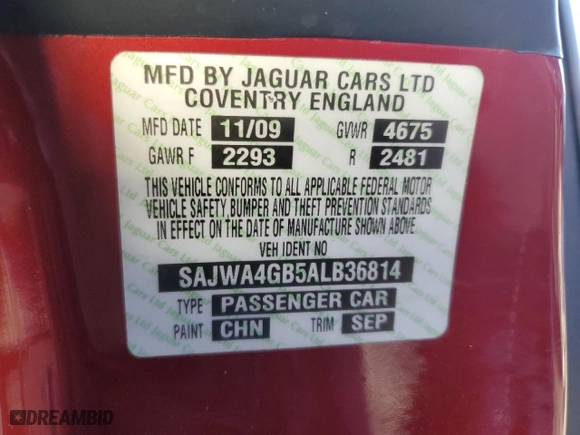 MFD BY JAGUAR CARS LTD
COVENTRY ENGLAND
MFD DATE 11/09 GVWR 4675
GAWR F 2293 R 2481
THIS VEHICLE CONFORMS TO ALL APPLICABLE FEDERAL MOTOR
VEHICLE SAFETY,BUMPER AND THEFT PREVENTION STANDARDS
IN EFFECT ON THE DATE OF MANUFACTURE SHOWN ABOVE
VEH IDENT NO
SAJWA4GB5ALB36814
TYPE PASSENGER CAR
PAINT CHN TRIM SEP
DREAMBID